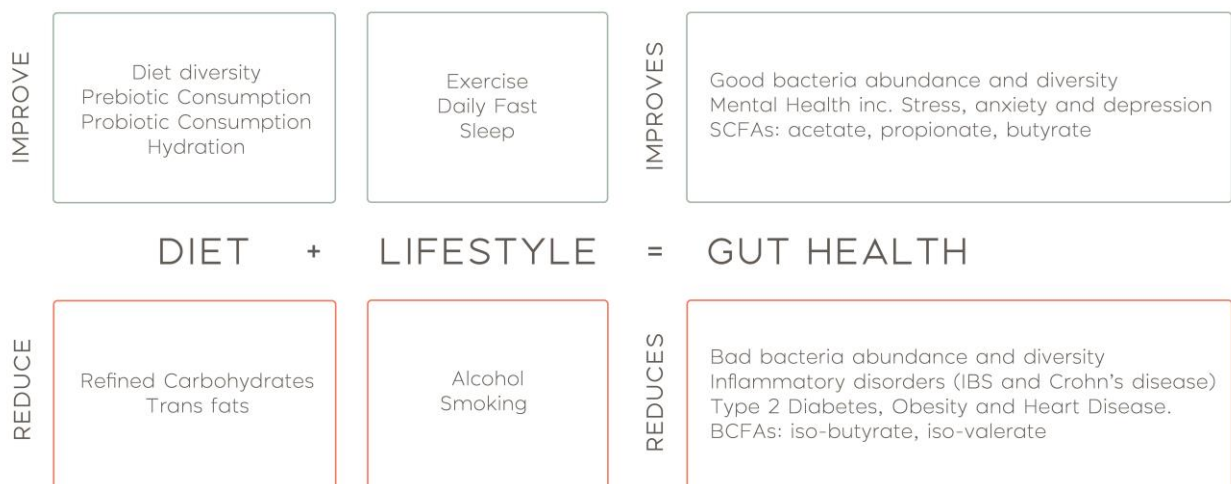 IMPROVE
Diet diversity
Prebiotic Consumption
Probiotic Consumption
Hydration
Exercise
Daily Fast
Sleep
IMPROVES
Good bacteria abundance and diversity
Mental Health inc. Stress, anxiety and depression
SCFAs: acetate, propionate, butyrate
DIET + LIFESTYLE = GUT HEALTH
REDUCE
Refined Carbohydrates
Trans fats
Alcohol
Smoking
REDUCES
Bad bacteria abundance and diversity
Inflammatory disorders (IBS and Crohn's disease)
Type 2 Diabetes, Obesity and Heart Disease.
BCFAs: iso-butyrate, iso-valerate